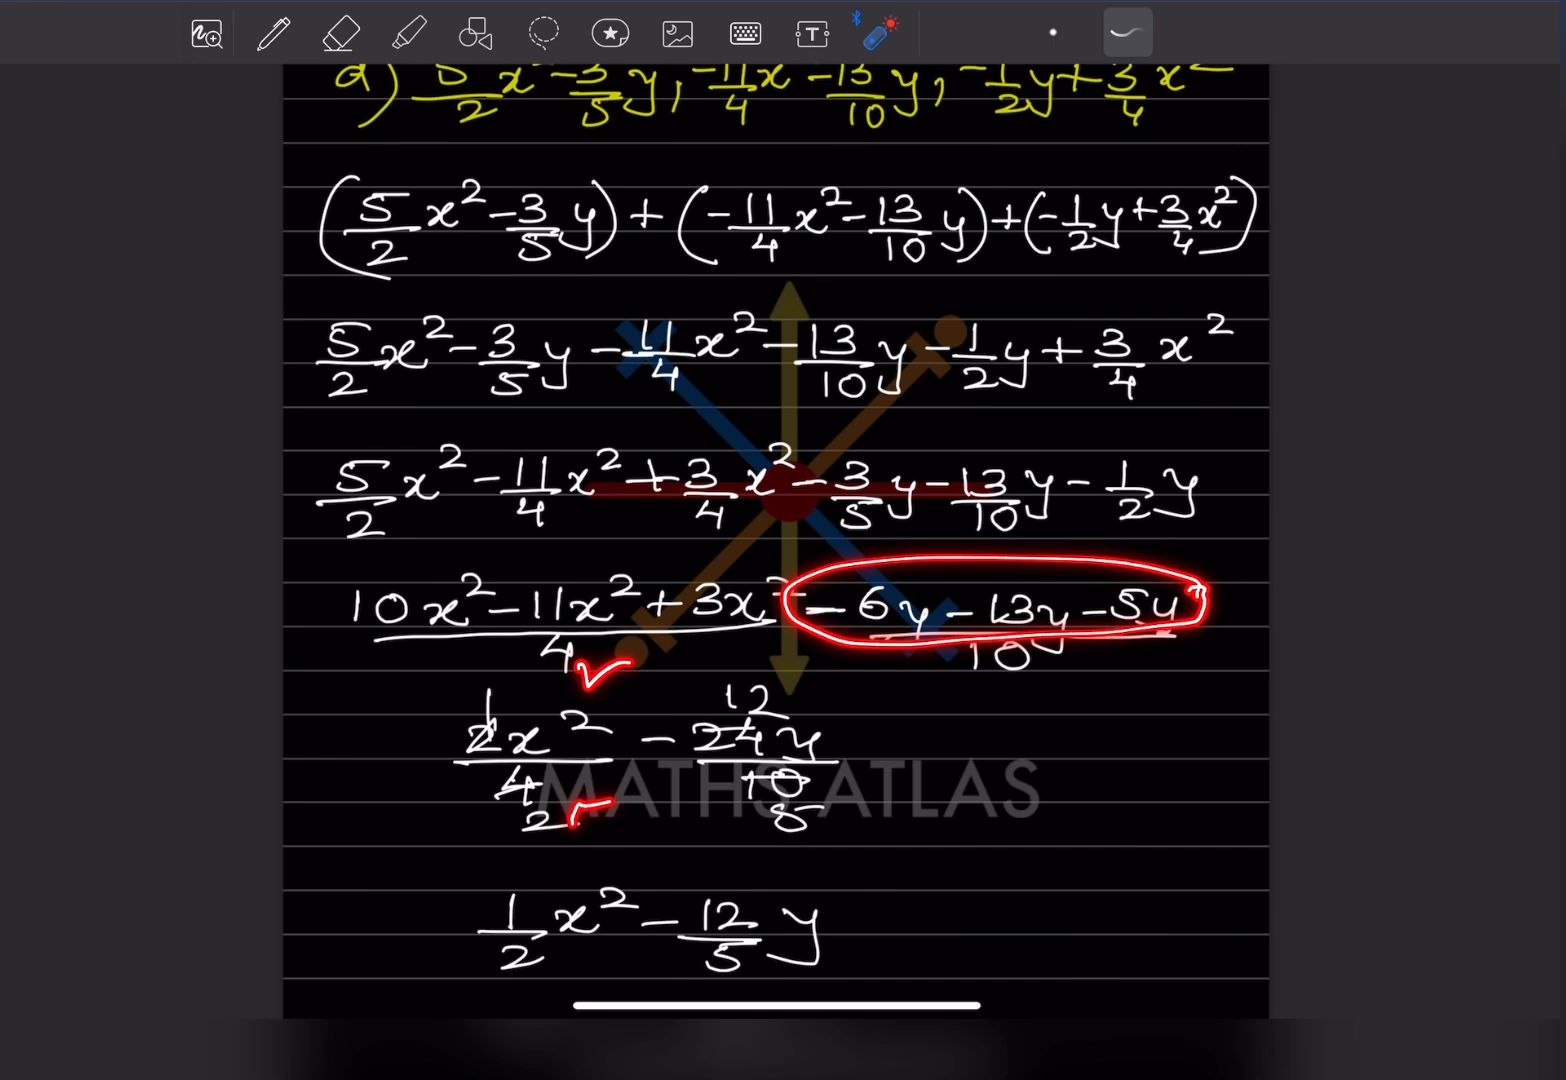 a) 5/2 x² - 3/5 y, -11/4 x - 13/10 y, -1/2 y + 3/4 x²
(5/2 x² - 3/5 y) + (-11/4 x² - 13/10 y) + (-1/2 y + 3/4 x²)
5/2 x² - 3/5 y - 11/4 x² - 13/10 y - 1/2 y + 3/4 x²
5/2 x² - 11/4 x² + 3/4 x² - 3/5 y - 13/10 y - 1/2 y
10x² - 11x² + 3x² / 4 - 6y - 13y - 5y / 10
1 12
2x² / 4 - 24y / 10
2 5
MATHS ATLAS
1/2 x² - 12/5 y